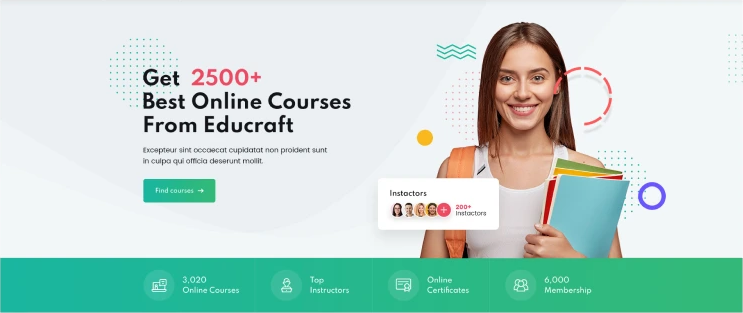 Get 2500+
Best Online Courses
From Educraft
Excepteur sint occaecat cupidatat non proident sunt
in culpa qui officia deserunt mollit.
Find courses →
Instactors
200+
Instactors
3,020
Online Courses
Top
Instructors
Online
Certificates
6,000
Membership